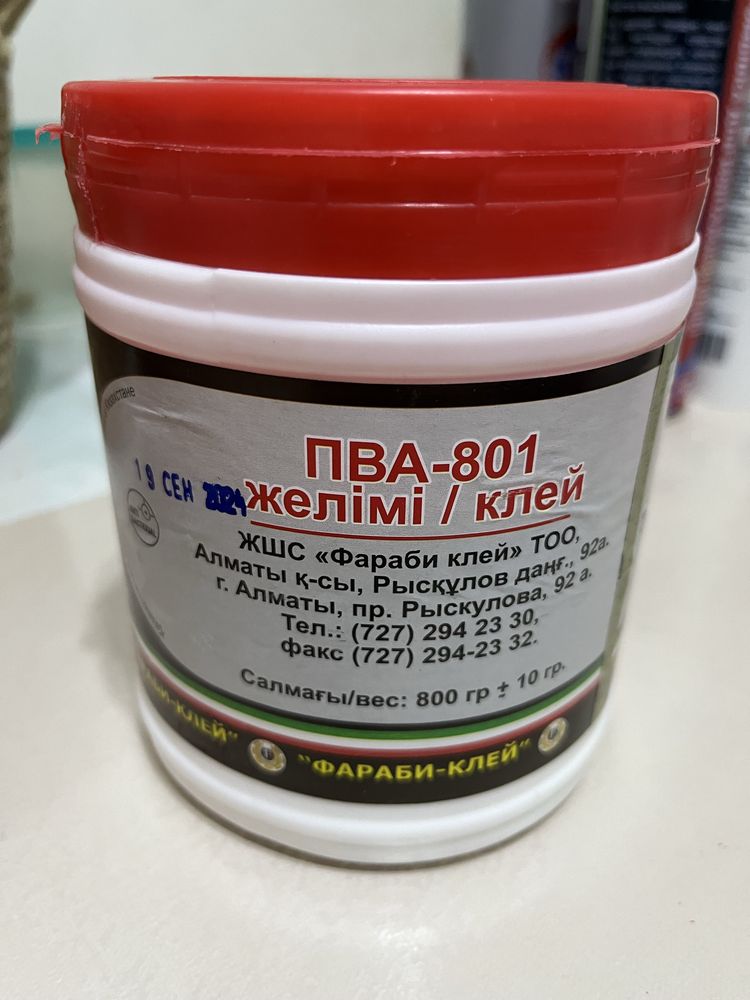 19 СЕН 2024
ПВА-801
желімі / клей
ЖШС «Фараби клей» ТОО,
Алматы қ-сы, Рысқұлов даңғ., 92а.
г. Алматы, пр. Рыскулова, 92 а.
Тел.: (727) 294 23 30,
факс (727) 294-23 32.
Салмағы/вес: 800 гр ± 10 гр.
"ФАРАБИ-КЛЕЙ"